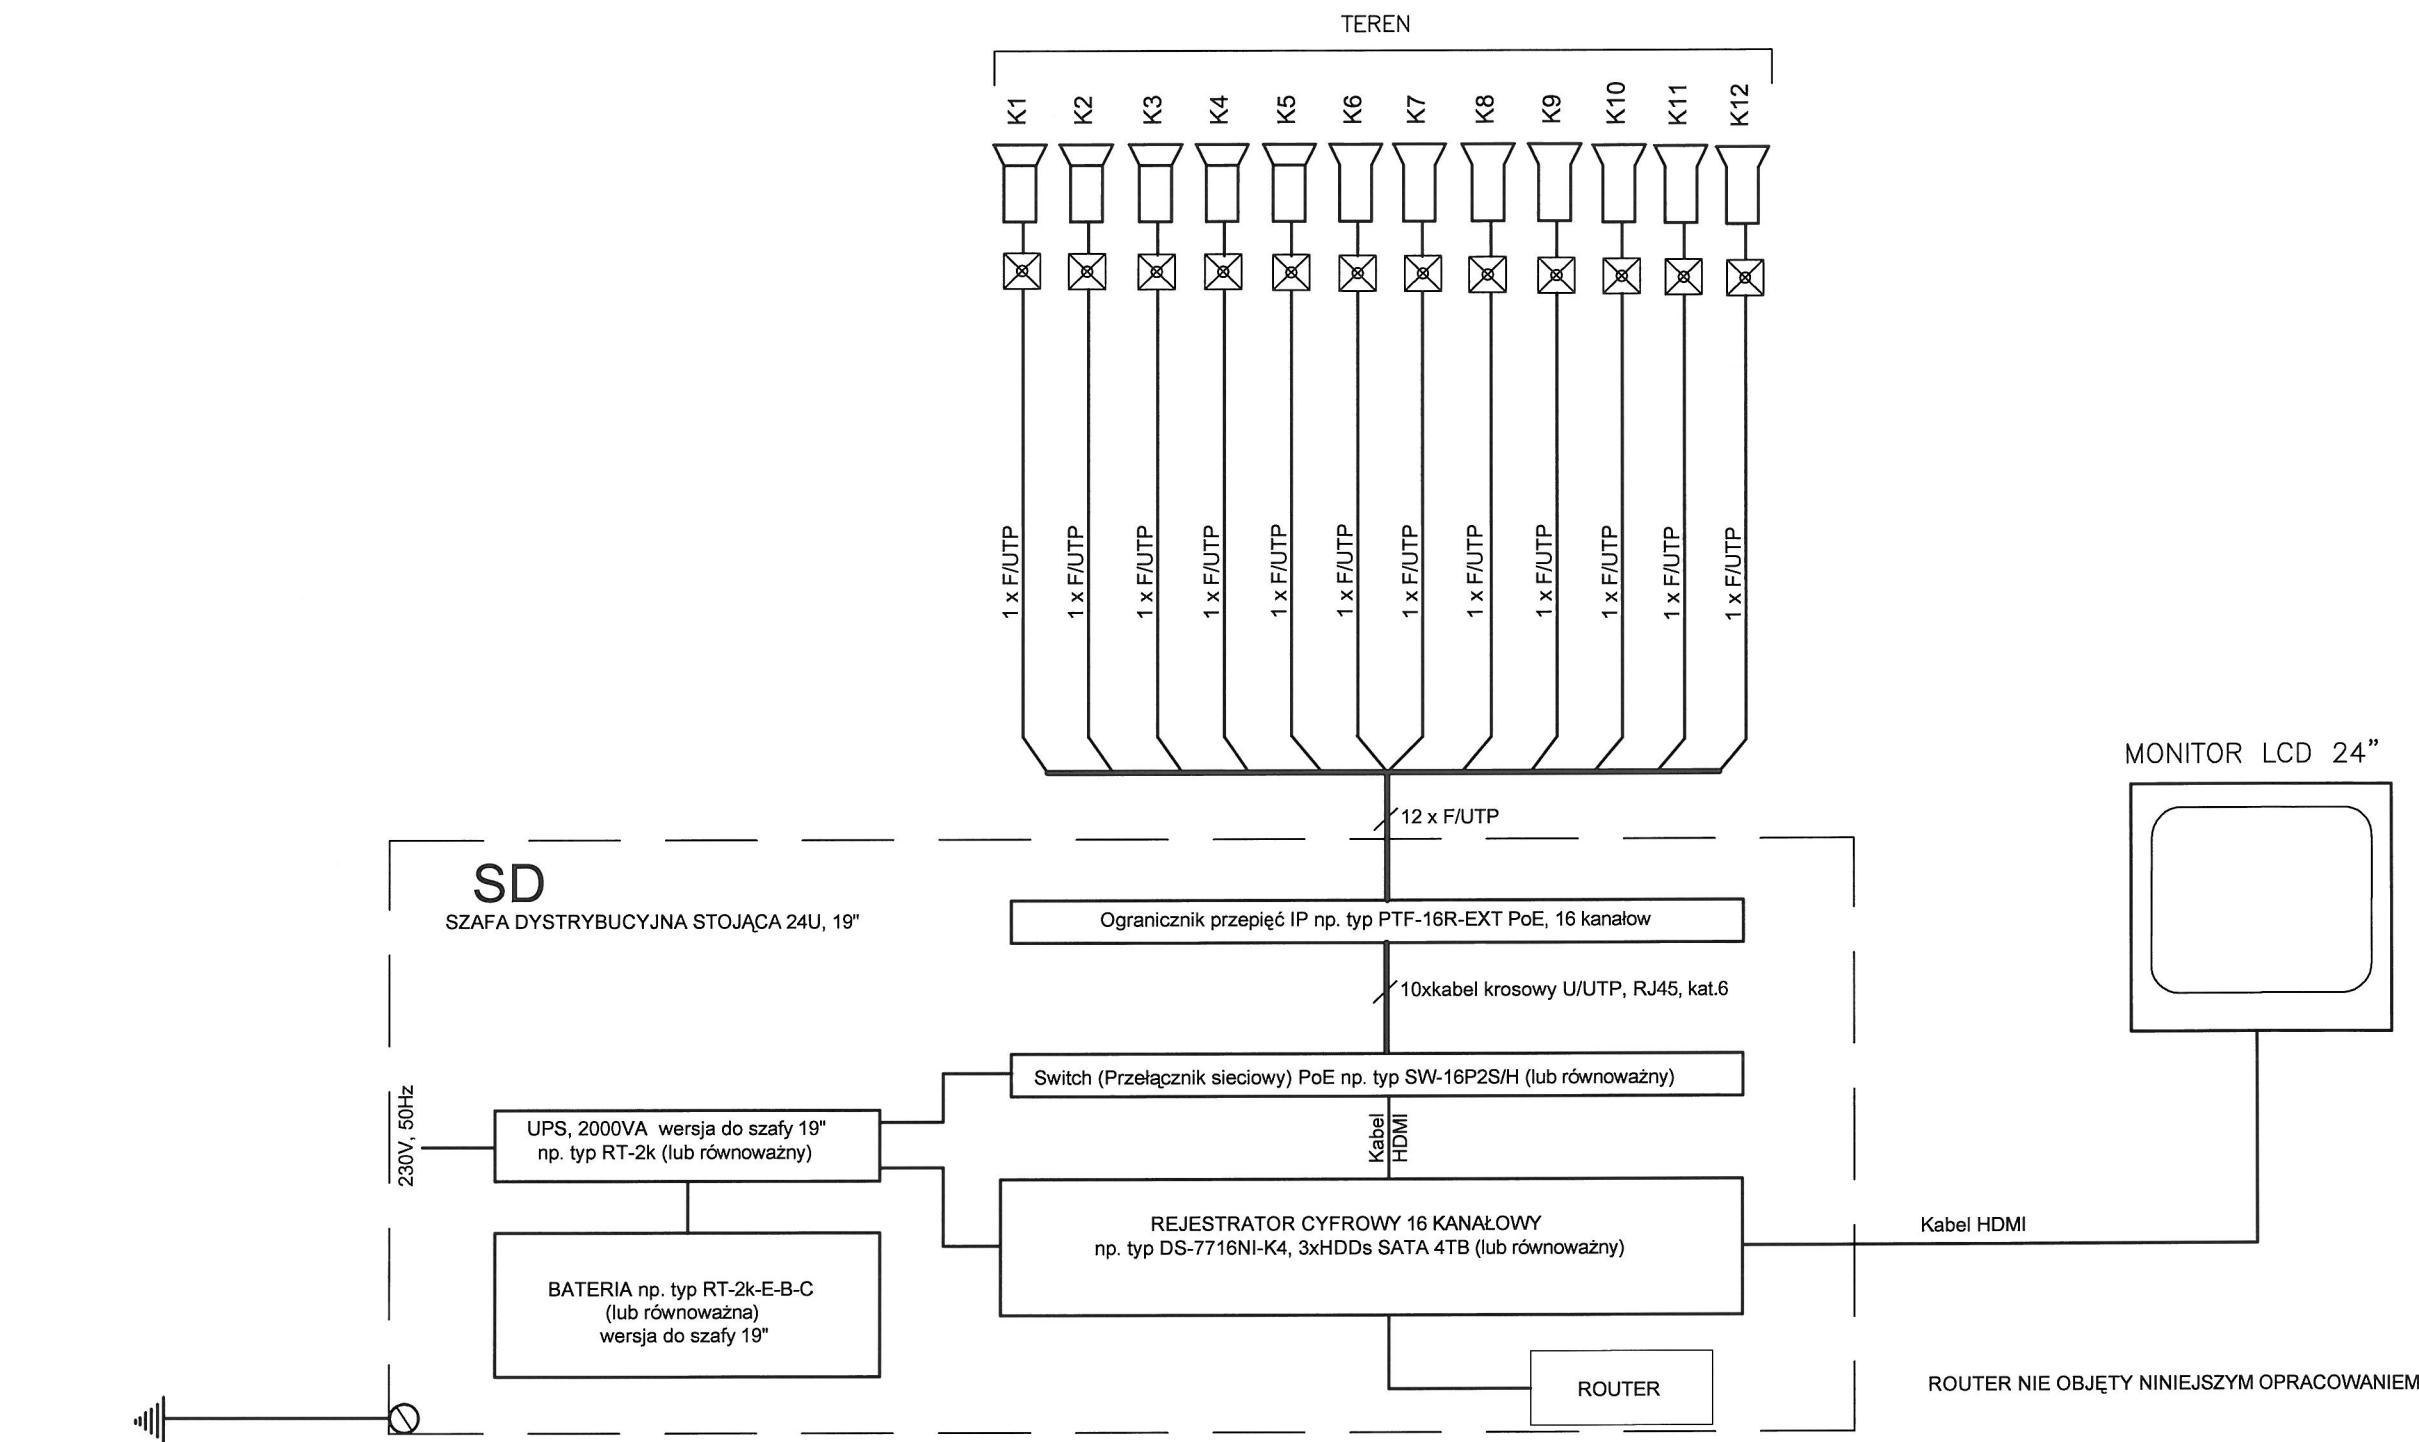 TEREN
K1
K2
K3
K4
K5
K6
K7
K8
K9
K10
K11
K12
1 x F/UTP
1 x F/UTP
1 x F/UTP
1 x F/UTP
1 x F/UTP
1 x F/UTP
1 x F/UTP
1 x F/UTP
1 x F/UTP
1 x F/UTP
1 x F/UTP
1 x F/UTP
12 x F/UTP
MONITOR LCD 24"
SD
SZAFA DYSTRYBUCYJNA STOJĄCA 24U, 19"
Ogranicznik przepięć IP np. typ PTF-16R-EXT PoE, 16 kanałow
10xkabel krosowy U/UTP, RJ45, kat.6
Switch (Przełącznik sieciowy) PoE np. typ SW-16P2S/H (lub równoważny)
230V, 50Hz
UPS, 2000VA wersja do szafy 19"
np. typ RT-2k (lub równoważny)
Kabel
HDMI
REJESTRATOR CYFROWY 16 KANAŁOWY
np. typ DS-7716NI-K4, 3xHDDs SATA 4TB (lub równoważny)
Kabel HDMI
BATERIA np. typ RT-2k-E-B-C
(lub równoważna)
wersja do szafy 19"
ROUTER
ROUTER NIE OBJĘTY NINIEJSZYM OPRACOWANIEM